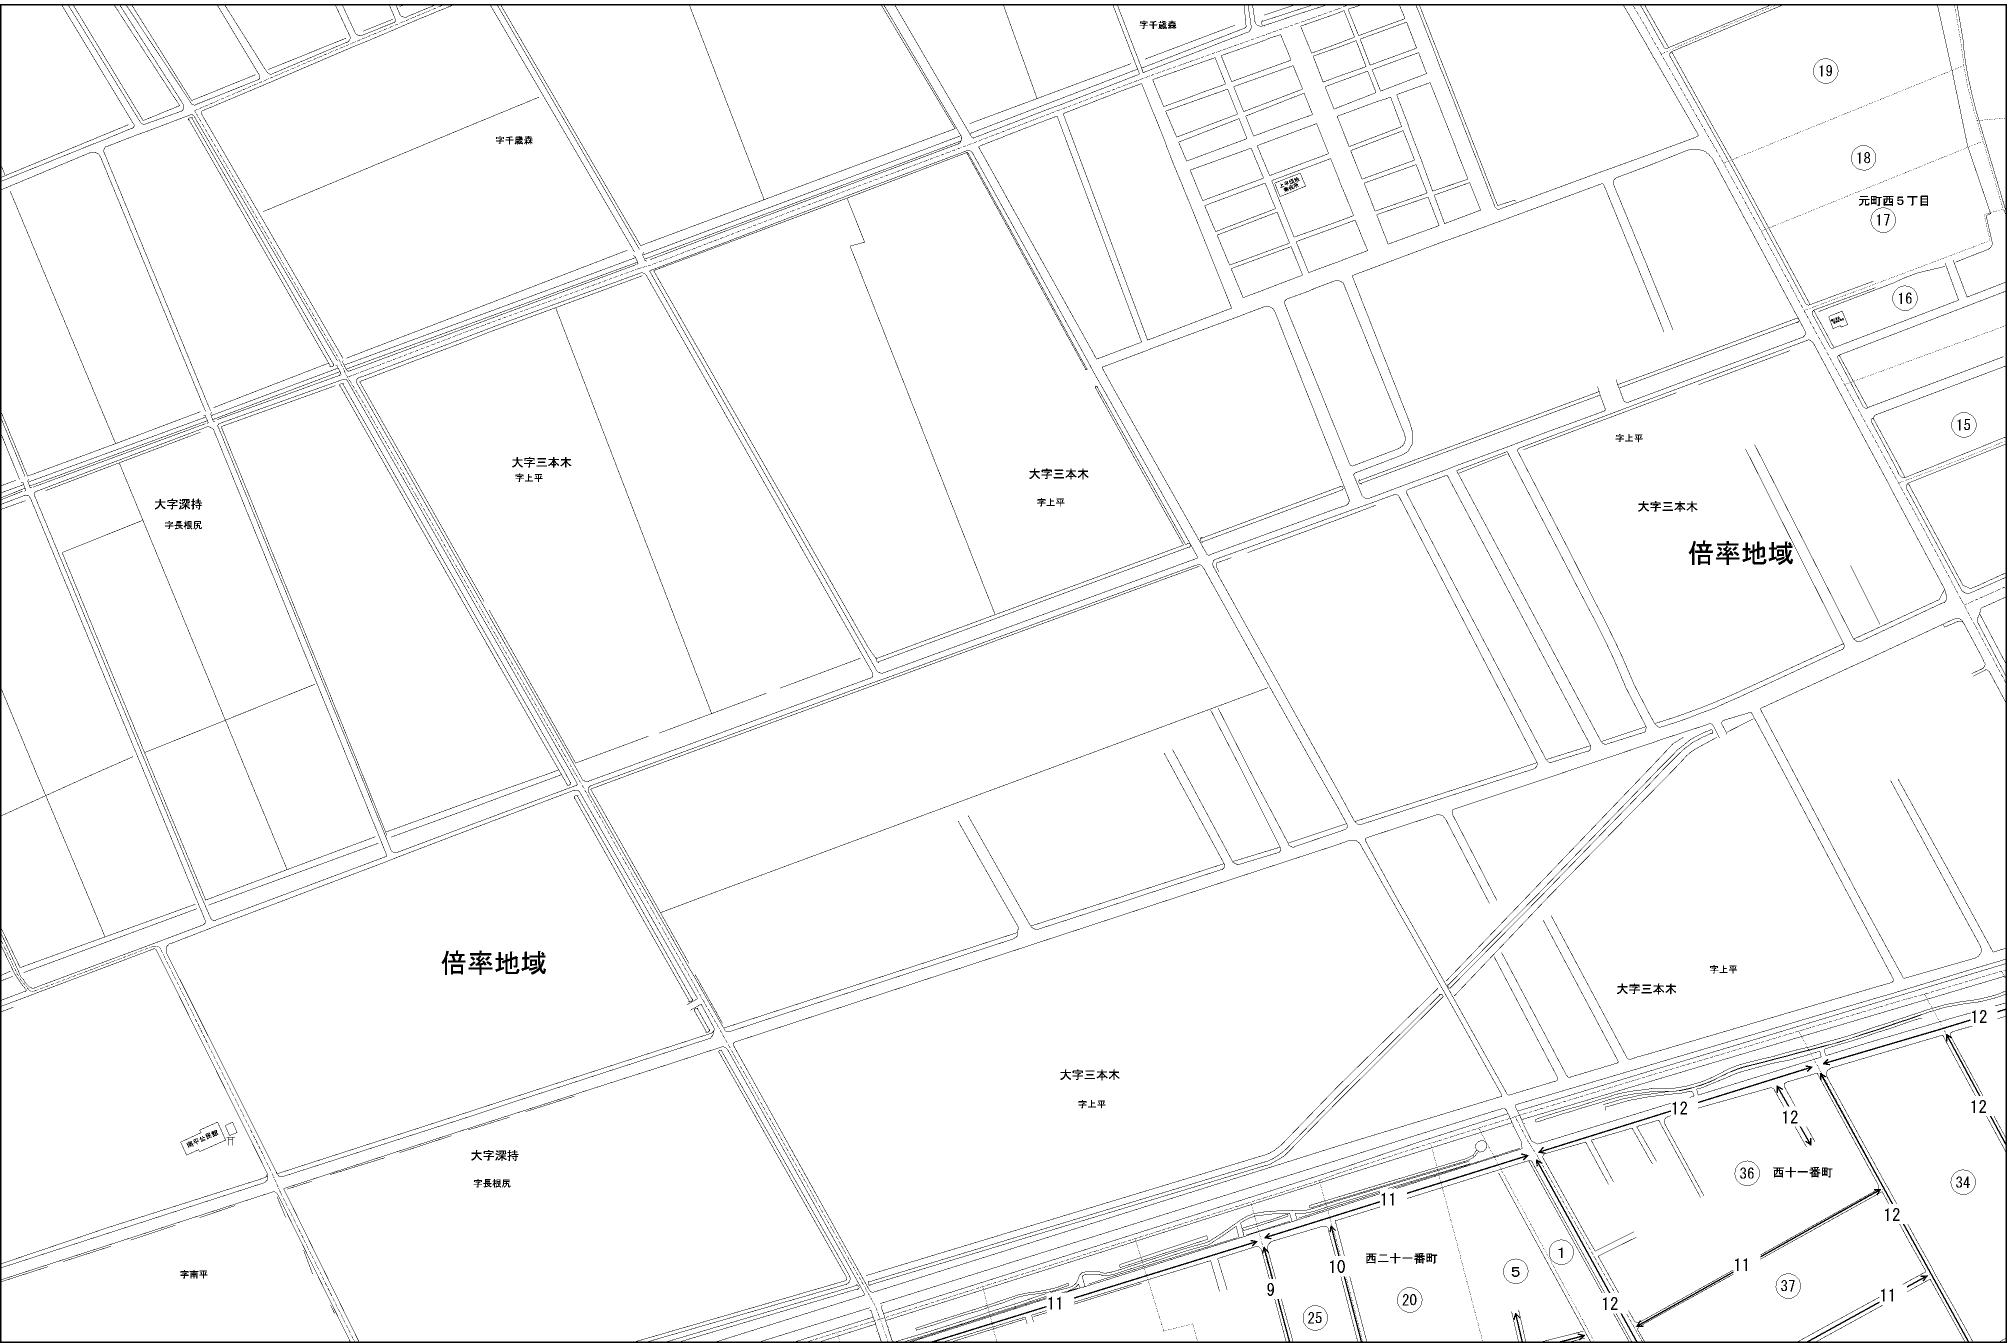 字千歳森
19
字千歳森
18
元町西５丁目
17
16
15
字上平
大字三本木
字上平
大字三本木
字上平
大字深持
字長根尻
大字三本木
倍率地域
倍率地域
字上平
大字三本木
12
大字三本木
字上平
12
12
12
南平公民館
大字深持
字長根尻
36
西十一番町
34
11
12
1
西二十一番町
10
5
11
字南平
9
37
20
11
12
11
25